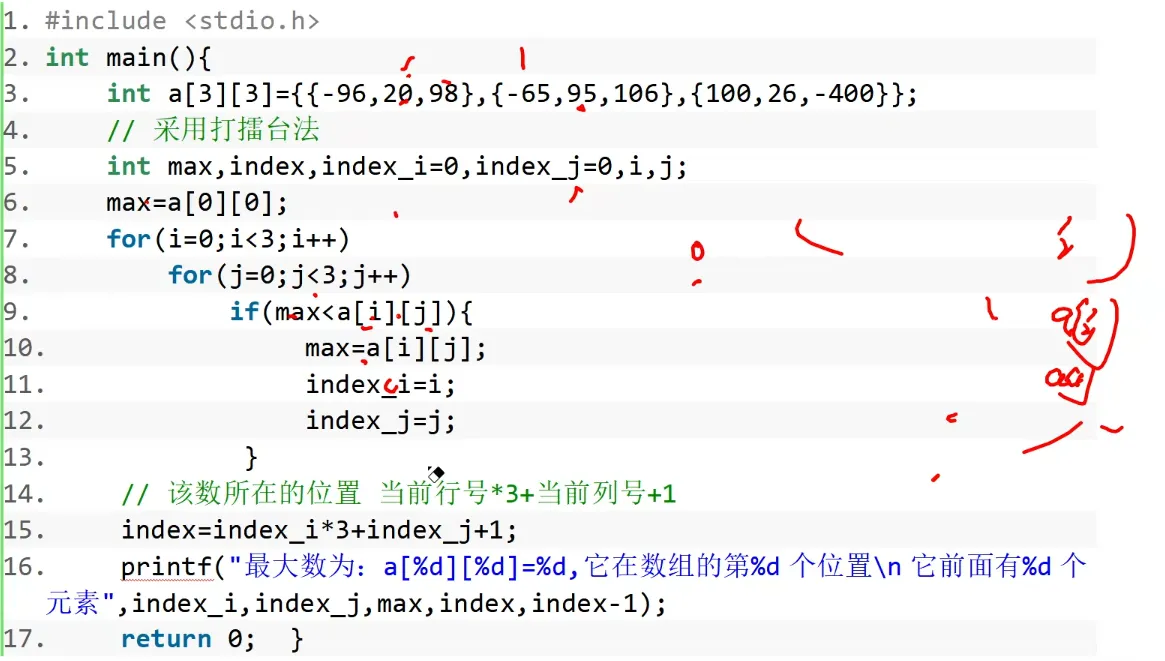 1. #include <stdio.h>
2. int main(){
3. int a[3][3]={{-96,20,98},{-65,95,106},{100,26,-400}};
4. // 采用打擂台法
5. int max,index,index_i=0,index_j=0,i,j;
6. max=a[0][0];
7. for(i=0;i<3;i++)
8. for(j=0;j<3;j++)
9. if(max<a[i][j]){
10. max=a[i][j];
11. index_i=i;
12. index_j=j;
13. }
14. // 该数所在的位置 当前行号*3+当前列号+1
15. index=index_i*3+index_j+1;
16. printf("最大数为: a[%d][%d]=%d,它在数组的第%d 个位置\n 它前面有%d 个
元素",index_i,index_j,max,index,index-1);
17. return 0; }